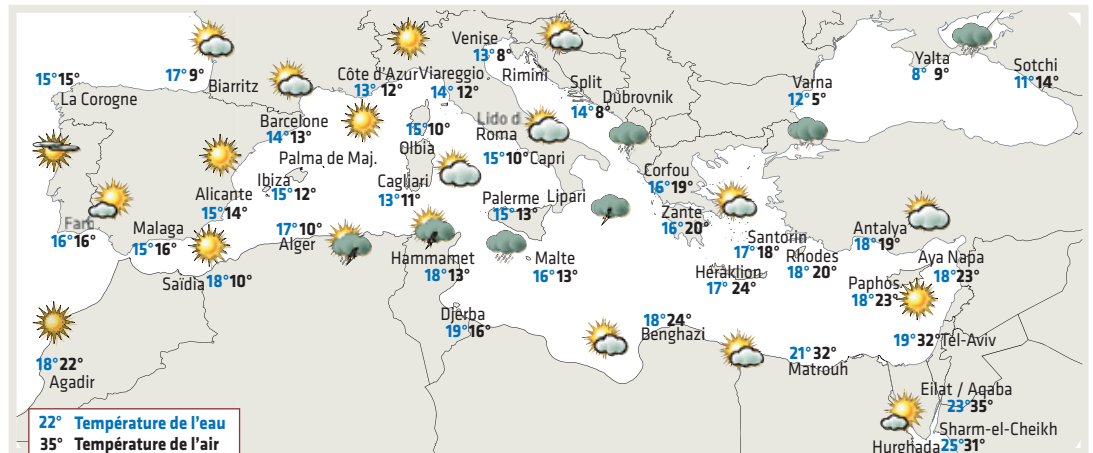 Venise
13° 8°
Yalta
8° 9°
Sotchi
11° 14°
15° 15°
La Corogne
17° 9°
Biarritz
Côte d'Azur
13° 12°
Viareggio
14° 12°
Rimini
Split
14° 8°
Dubrovnik
Varna
12° 5°
Barcelone
14° 13°
15° 10°
Olbia
Lido d
Roma
15° 10°
Capri
Palma de Maj.
Ibiza
15° 12°
Cagliari
13° 11°
Alicante
15° 14°
Palerme
15° 13°
Lipari
Corfou
16° 19°
Zante
16° 20°
Faro
16° 16°
Malaga
15° 16°
17° 10°
Alger
Saïdia
18° 10°
Hammamet
18° 13°
Malte
16° 13°
Santorin
17° 18°
Héraklion
17° 24°
Rhodes
18° 20°
Antalya
18° 19°
Aya Napa
18° 23°
Paphos
18° 23°
Djerba
19° 16°
18° 24°
Benghazi
21° 32°
Matrouh
19° 32°
Tel-Aviv
18° 22°
Agadir
Eilat / Aqaba
23° 35°
Sharm-el-Cheikh
Hurghada
25° 31°
22° Température de l'eau
35° Température de l'air